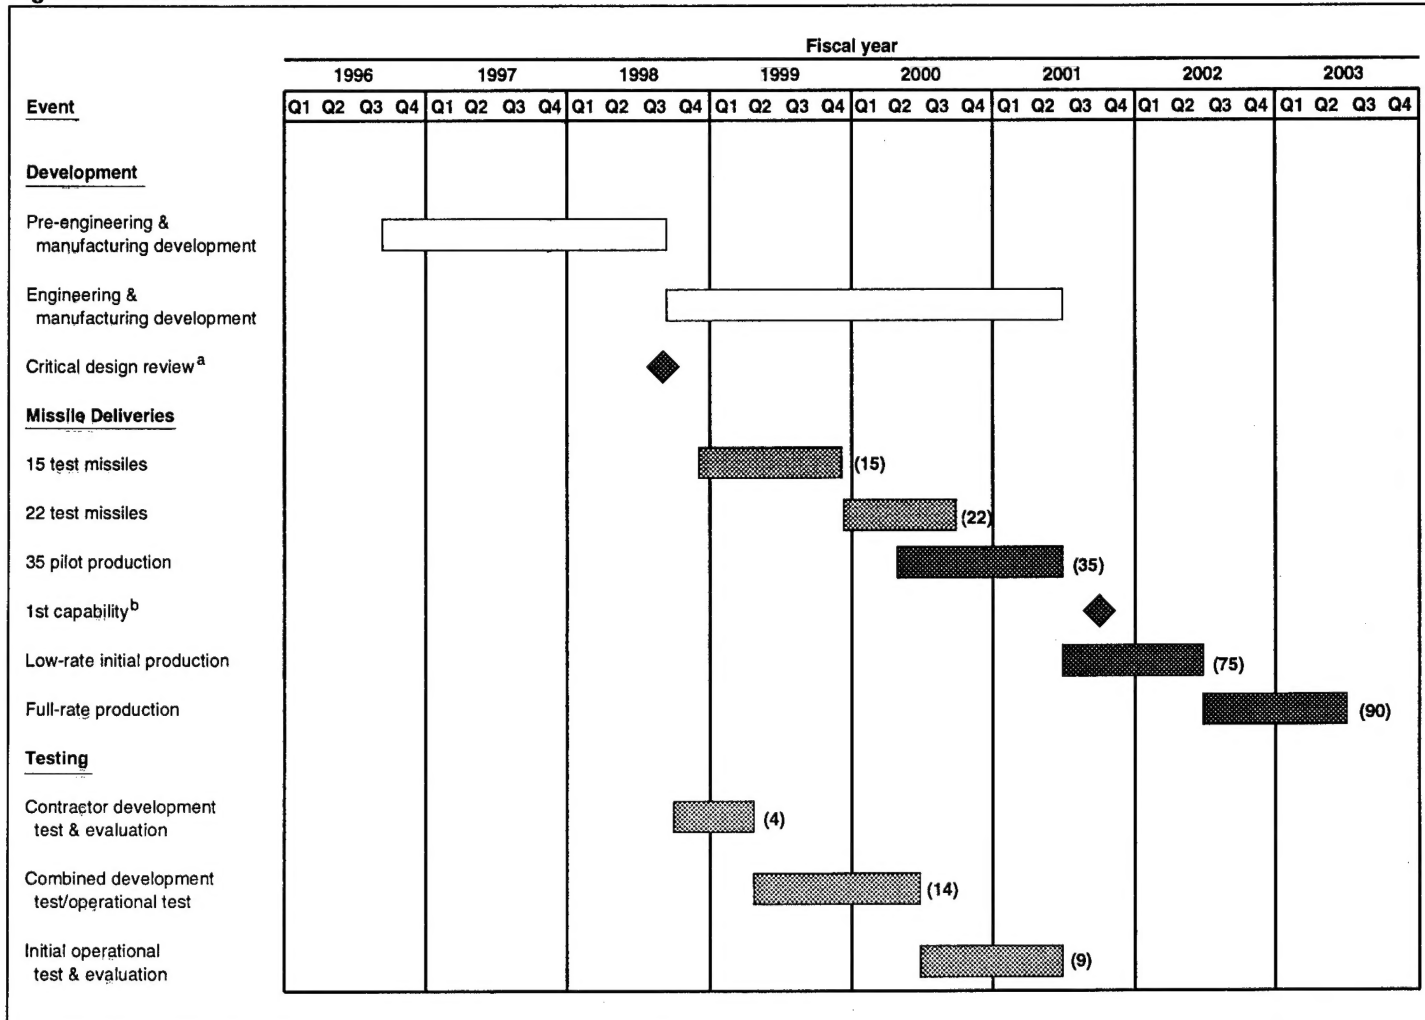 Fiscal year
1996 1997 1998 1999 2000 2001 2002 2003
Event Q1 Q2 Q3 Q4 Q1 Q2 Q3 Q4 Q1 Q2 Q3 Q4 Q1 Q2 Q3 Q4 Q1 Q2 Q3 Q4 Q1 Q2 Q3 Q4 Q1 Q2 Q3 Q4 Q1 Q2 Q3 Q4
Development
Pre-engineering &
manufacturing development
Engineering &
manufacturing development
Critical design review a
Missile Deliveries
15 test missiles (15)
22 test missiles (22)
35 pilot production (35)
1st capability b
Low-rate initial production (75)
Full-rate production (90)
Testing
Contractor development
test & evaluation (4)
Combined development
test/operational test (14)
Initial operational
test & evaluation (9)